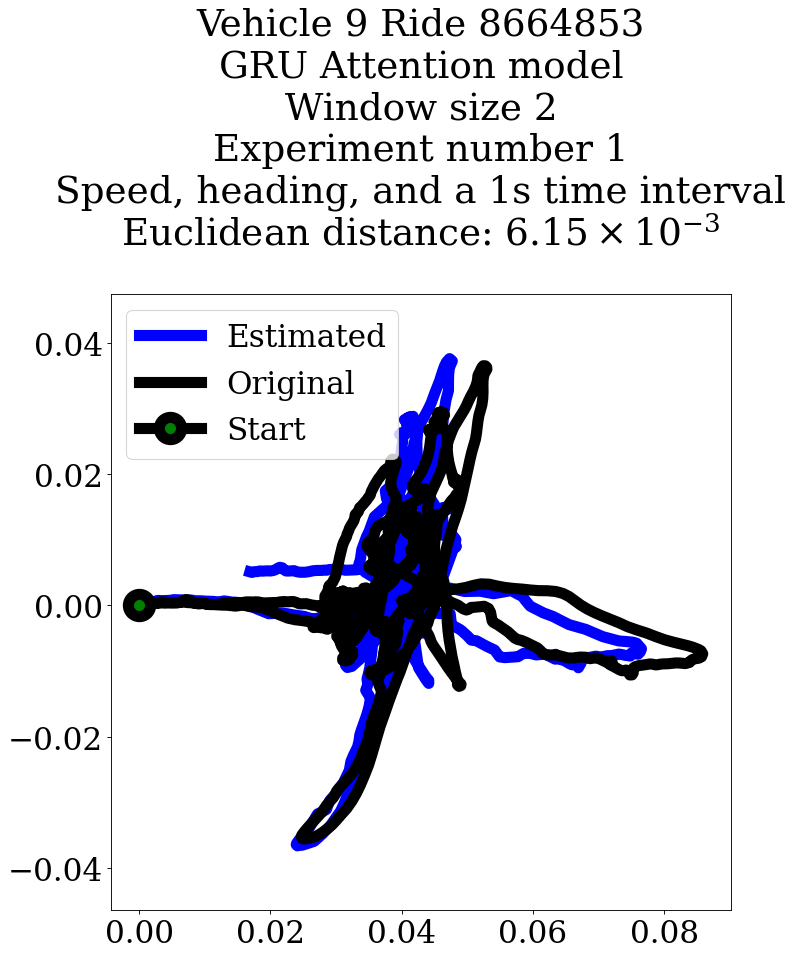 Vehicle 9 Ride 8664853
GRU Attention model
Window size 2
Experiment number 1
Speed, heading, and a 1s time interval
Euclidean distance: 6.15 × 10⁻³
Estimated
Original
Start
0.04
0.02
0.00
−0.02
−0.04
0.00 0.02 0.04 0.06 0.08